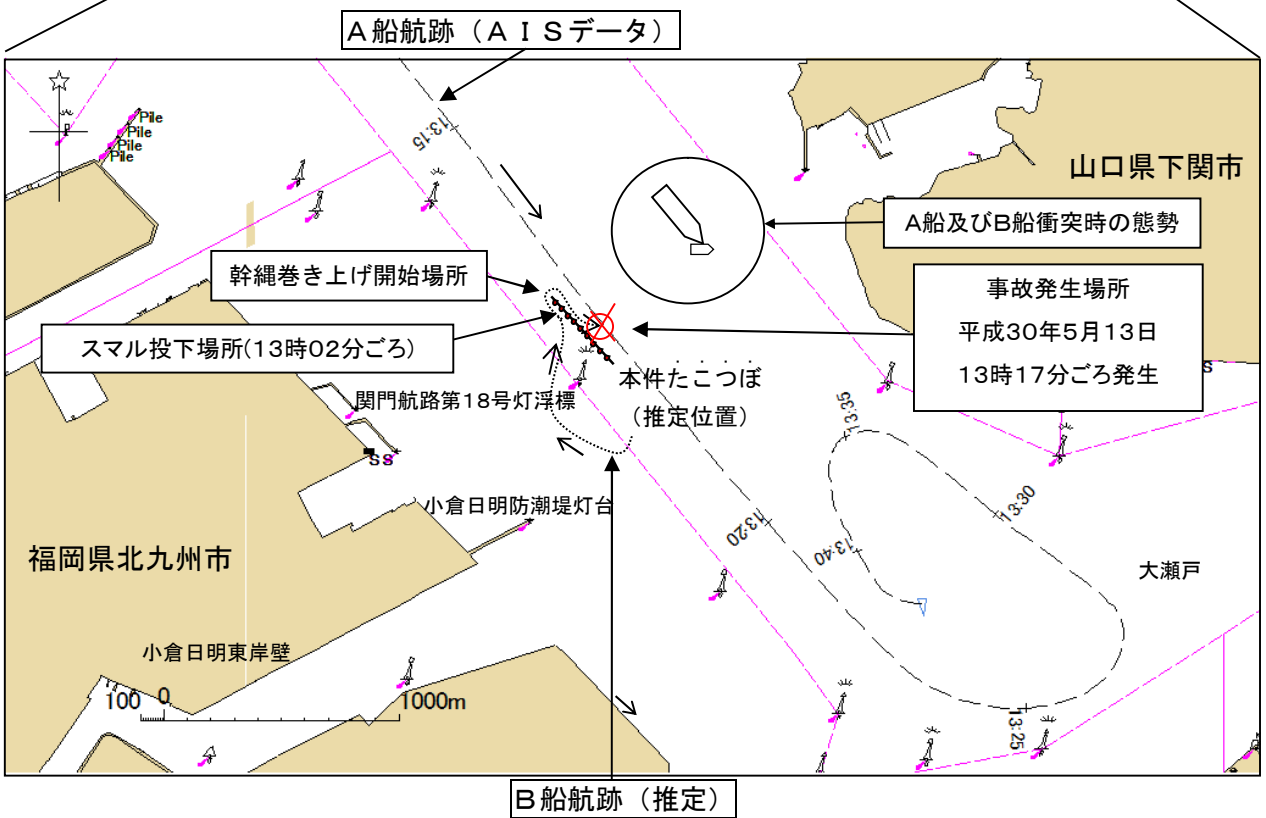 A船航跡(AISデータ)
Pile
Pile
Pile
Pile
13:15
山口県下関市
A船及びB船衝突時の態勢
幹縄巻き上げ開始場所
事故発生場所
平成30年5月13日
13時17分ごろ発生
スマル投下場所(13時02分ごろ)
S
本件たこつぼ
(推定位置)
関門航路第18号灯浮標
13:35
SS
小倉日明防潮堤灯台
13:30
13:20
13:40
福岡県北九州市
大瀬戸
小倉日明東岸壁
100 0 1000m
13:25
B船航跡(推定)